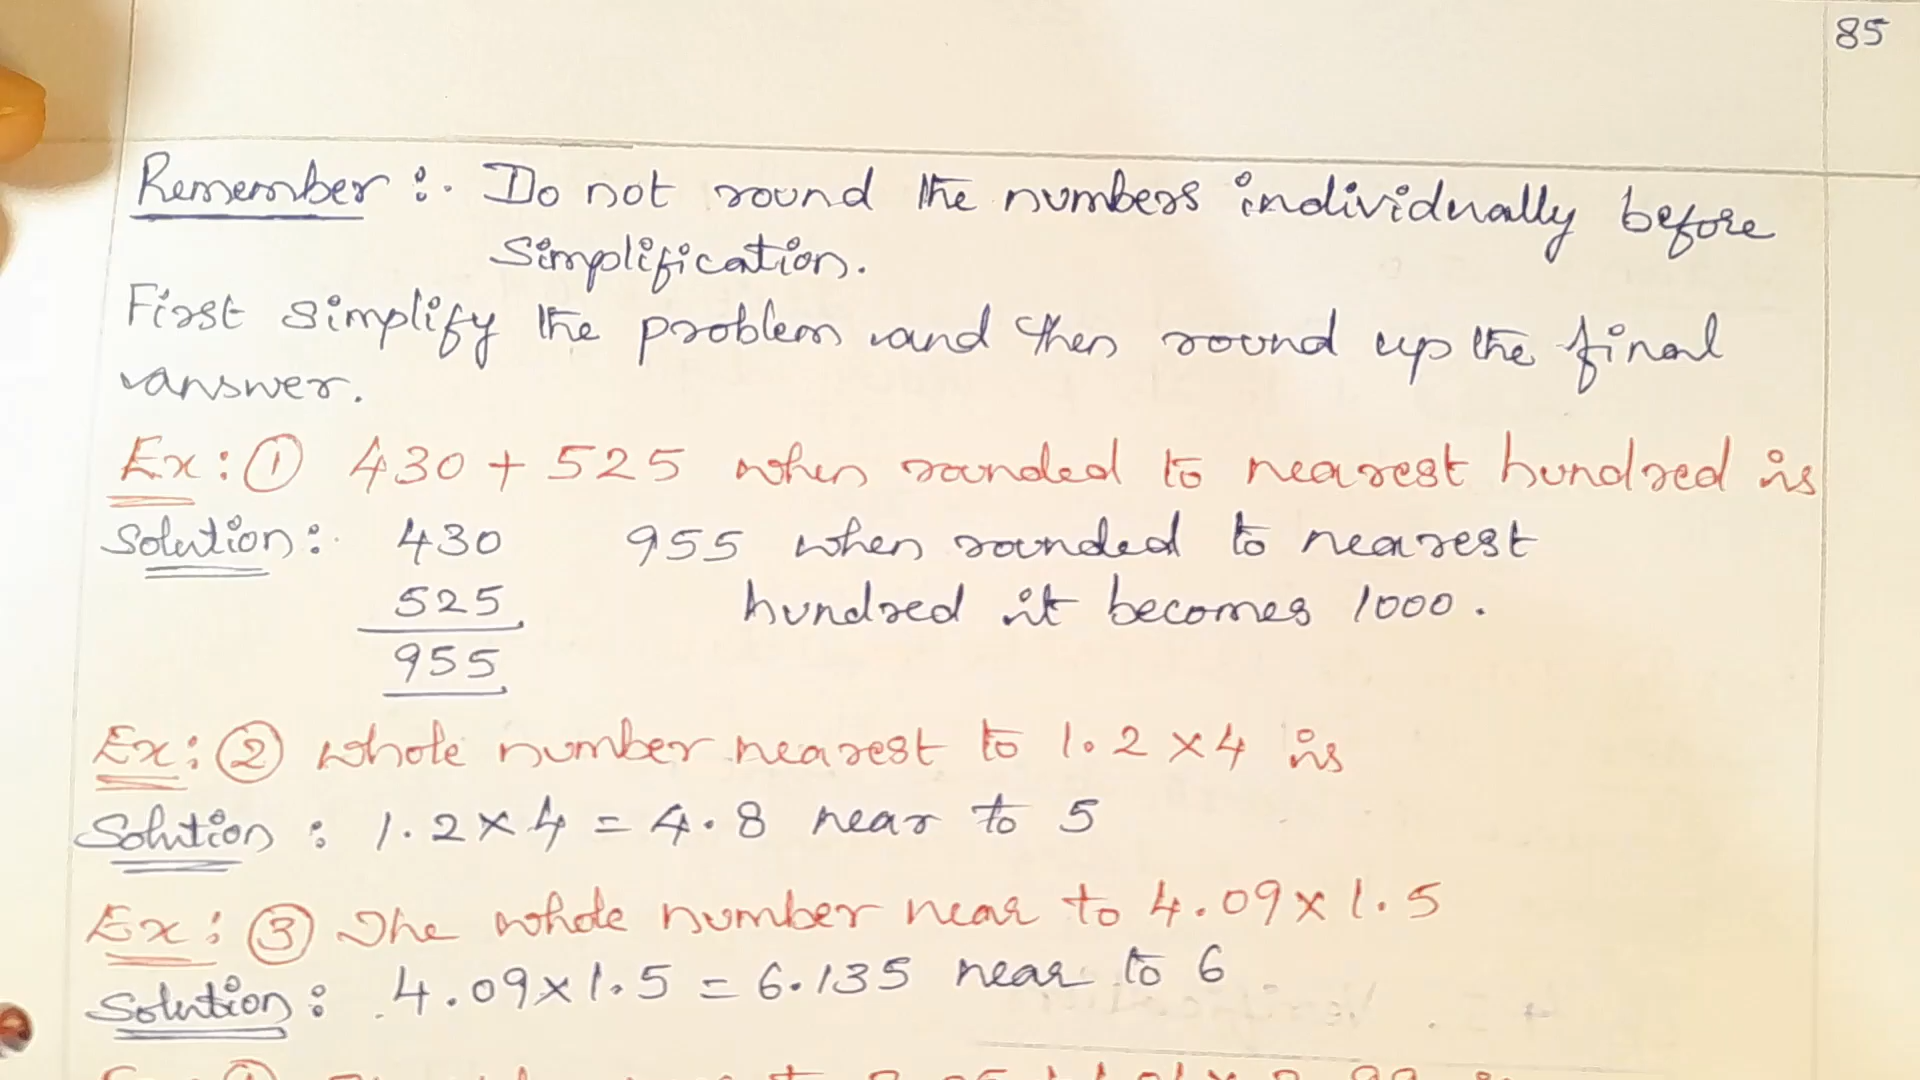 85
Remember :- Do not round the numbers individually before
Simplification.
First simplify the problem and then round up the final
answer.
Ex: ① 430 + 525 when rounded to nearest hundred is
Solution: 430 955 when rounded to nearest
525 hundred it becomes 1000.
955
Ex: ② whole number nearest to 1.2 × 4 is
Solution : 1.2 × 4 = 4.8 near to 5
Ex: ③ The whole number near to 4.09 × 1.5
Solution: 4.09 × 1.5 = 6.135 near to 6